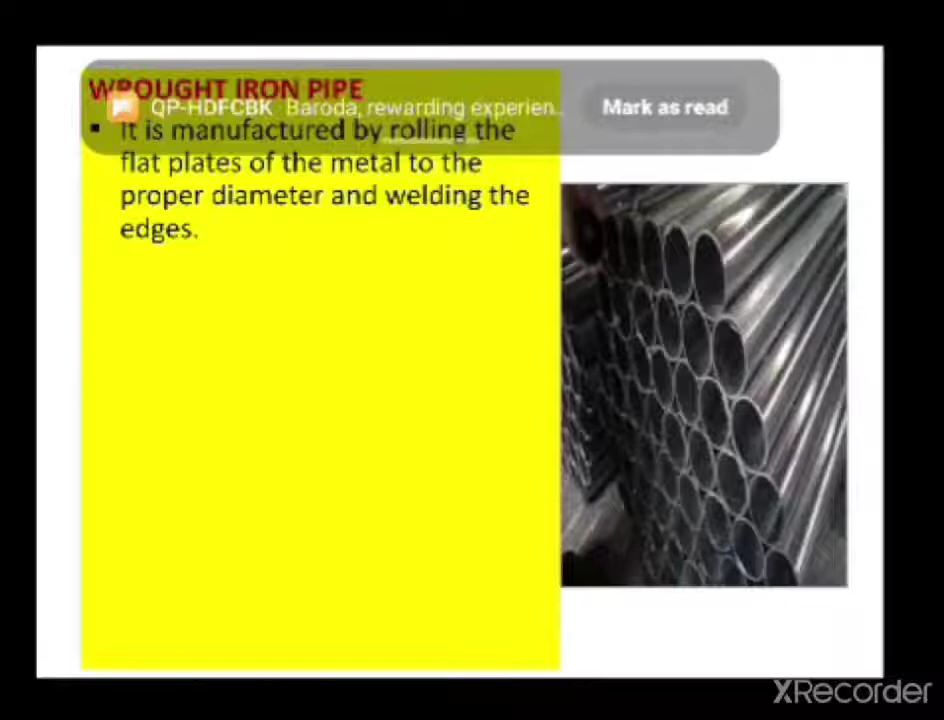 WROUGHT IRON PIPE
QP-HDFCBK Baroda, rewarding experien..
Mark as read
▪ It is manufactured by rolling the
flat plates of the metal to the
proper diameter and welding the
edges.
XRecorder